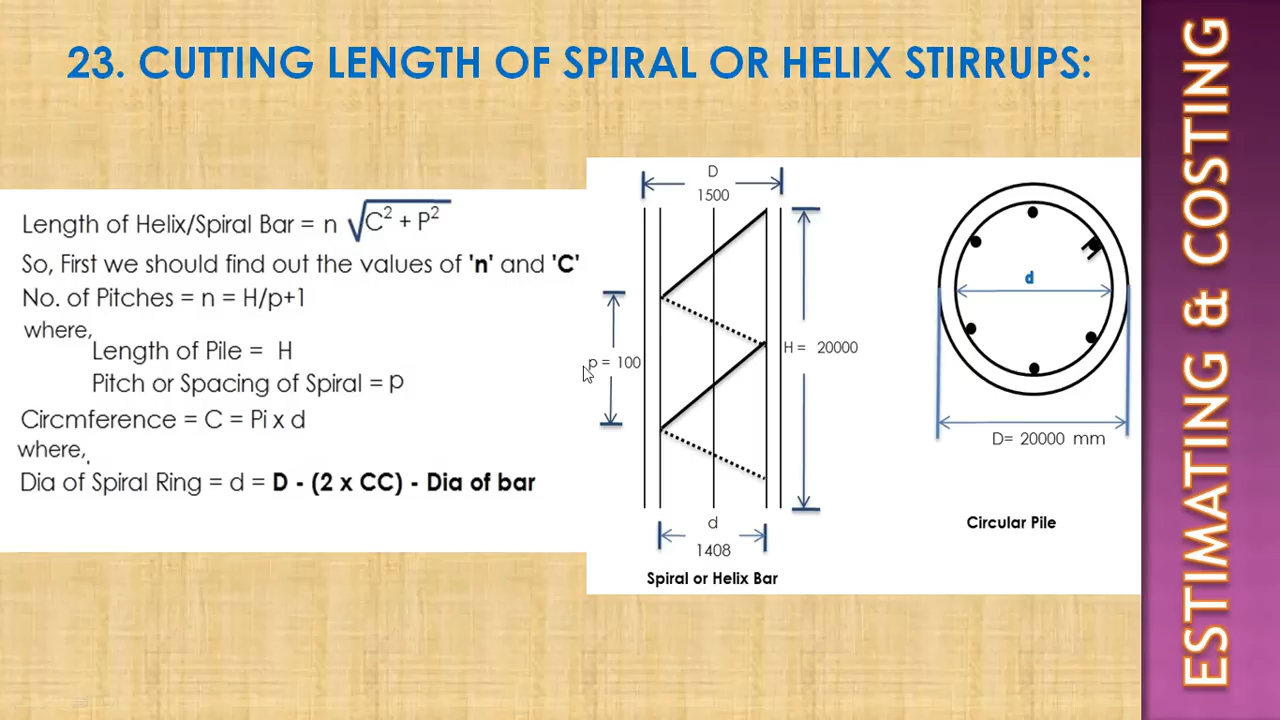 23. CUTTING LENGTH OF SPIRAL OR HELIX STIRRUPS:
Length of Helix/Spiral Bar = n √C² + P²
So, First we should find out the values of 'n' and 'C'
No. of Pitches = n = H/p+1
where,
Length of Pile = H
Pitch or Spacing of Spiral = p
Circmference = C = Pi x d
where,
Dia of Spiral Ring = d = D - (2 x CC) - Dia of bar
D
1500
p = 100
H = 20000
d
1408
Spiral or Helix Bar
d
D= 20000 mm
Circular Pile
ESTIMATING & COSTING